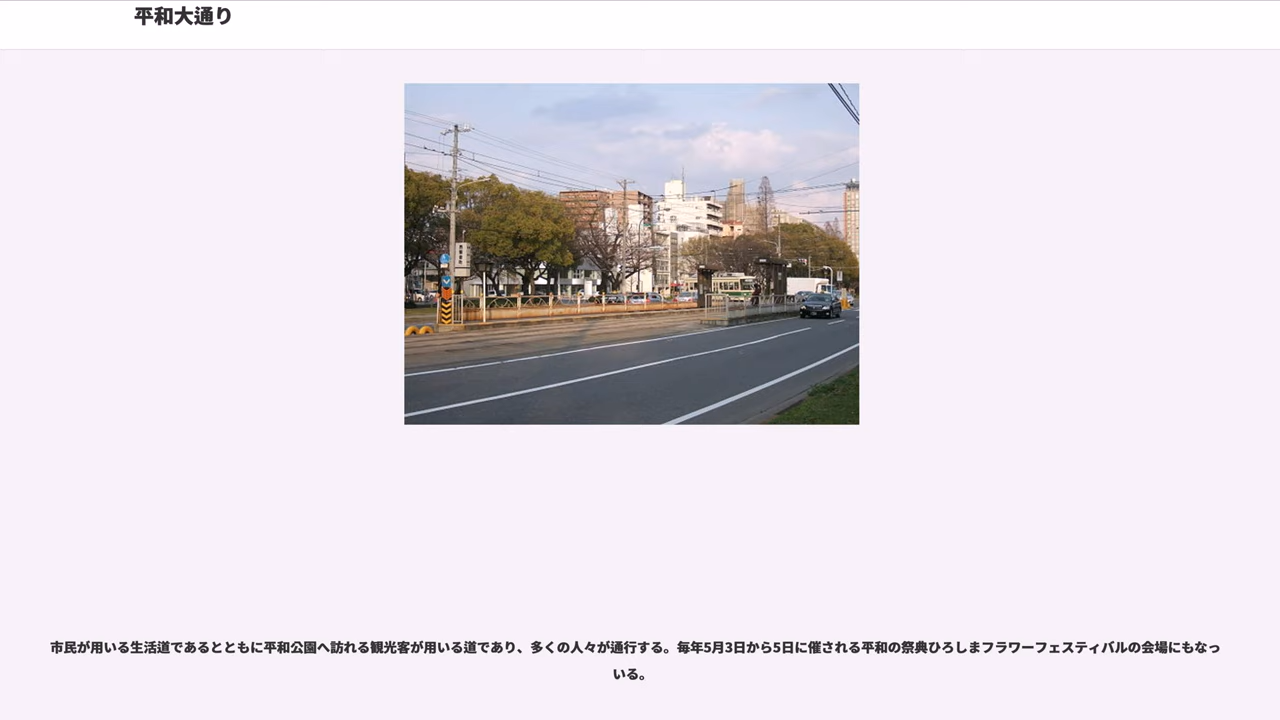 平和大通り
市民が用いる生活道であるとともに平和公園へ訪れる観光客が用いる道であり、多くの人々が通行する。毎年5月3日から5日に催される平和の祭典ひろしまフラワーフェスティバルの会場にもなっ
いる。